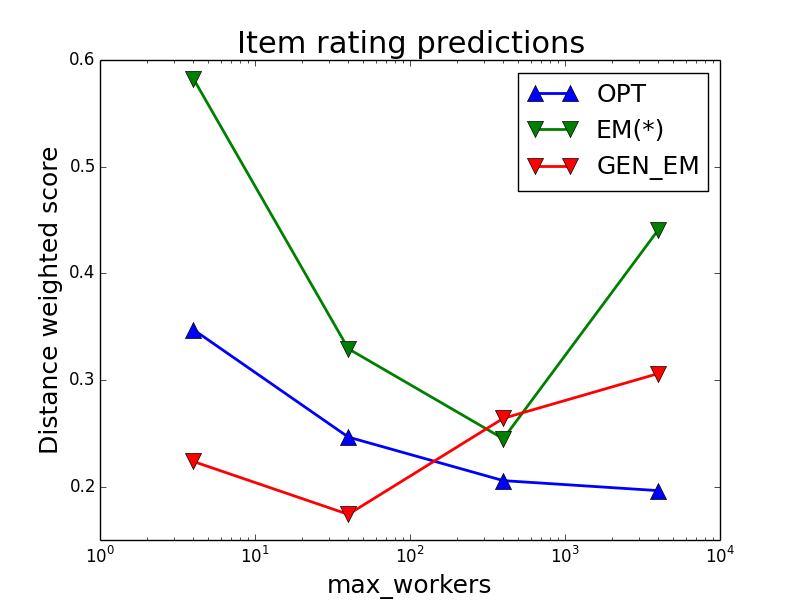 Item rating predictions
Distance weighted score
0.6
0.5
0.4
0.3
0.2
OPT
EM(*)
GEN_EM
10⁰
10¹
10²
10³
10⁴
max_workers